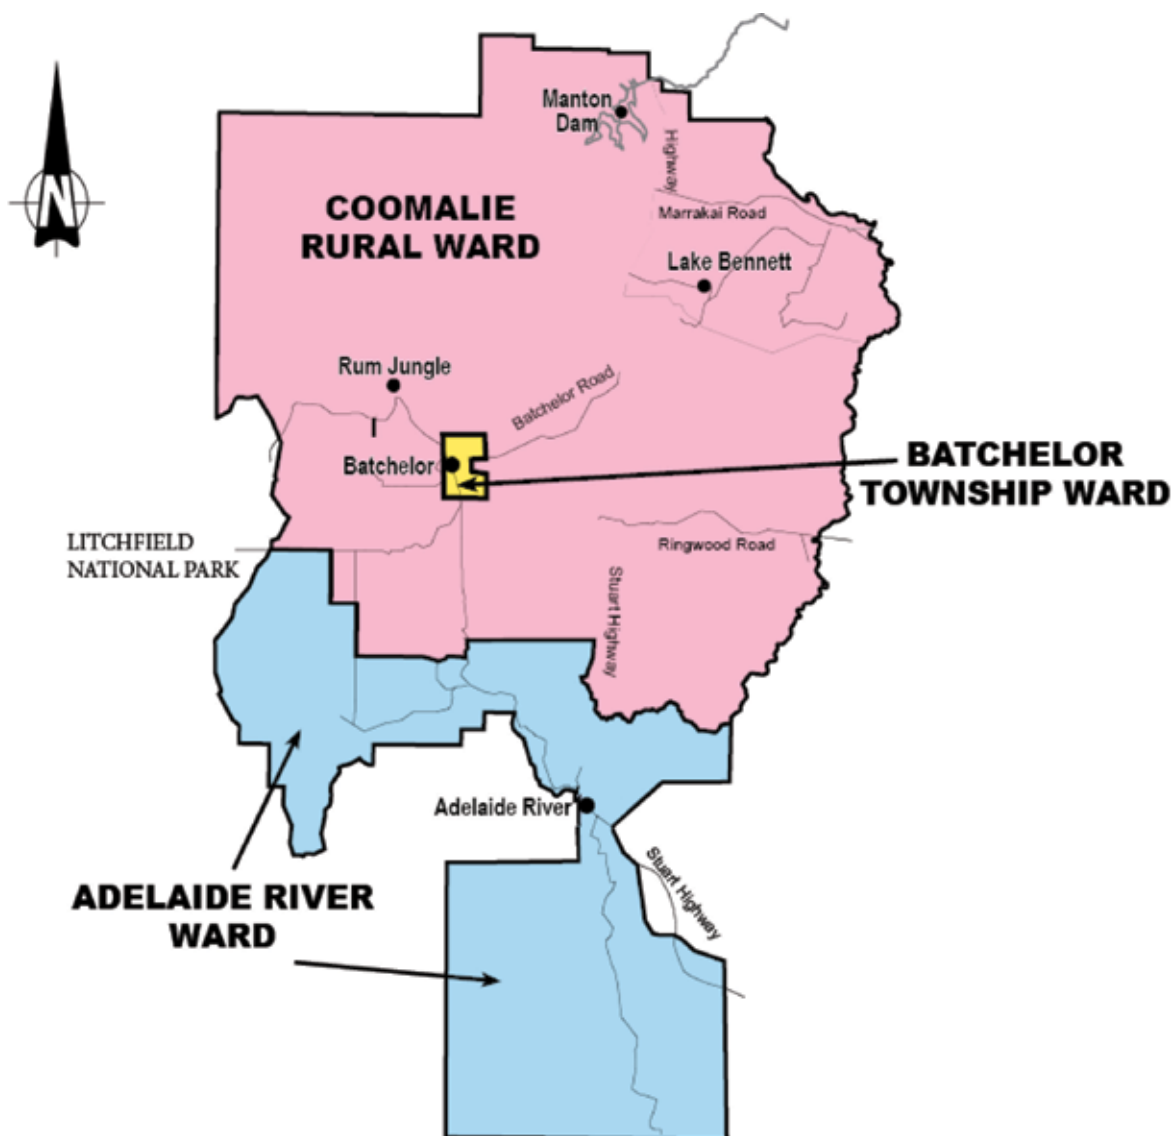 Manton
Dam
Highway
N
COOMALIE
RURAL WARD
Marrakai Road
Lake Bennett
Rum Jungle
Batchelor Road
Batchelor
BATCHELOR
TOWNSHIP WARD
LITCHFIELD
NATIONAL PARK
Ringwood Road
Stuart Highway
Adelaide River
Stuart Highway
ADELAIDE RIVER
WARD